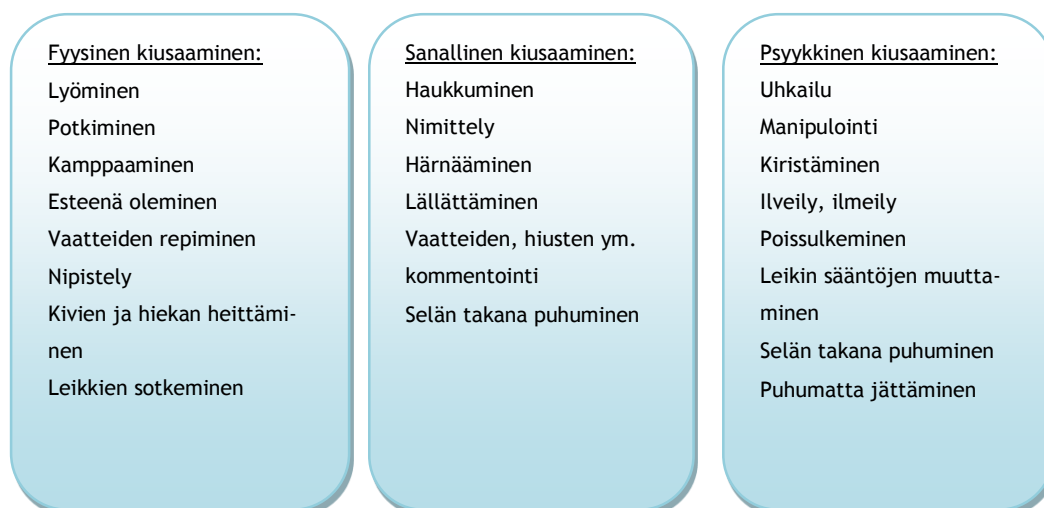 Fyysinen kiusaaminen:
Lyöminen
Potkiminen
Kamppaaminen
Esteenä oleminen
Vaatteiden repiminen
Nipistely
Kivien ja hiekan heittämi-
nen
Leikkien sotkeminen
Sanallinen kiusaaminen:
Haukkuminen
Nimittely
Härnääminen
Lällättäminen
Vaatteiden, hiusten ym.
kommentointi
Selän takana puhuminen
Psyykkinen kiusaaminen:
Uhkailu
Manipulointi
Kiristäminen
Ilveily, ilmeily
Poissulkeminen
Leikin sääntöjen muutta-
minen
Selän takana puhuminen
Puhumatta jättäminen